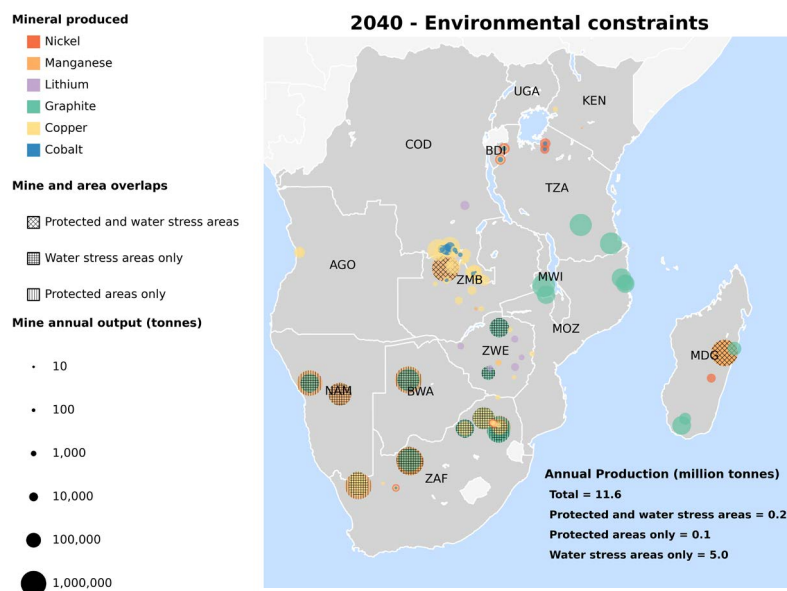 2040 - Environmental constraints
Mineral produced
Nickel
Manganese
Lithium
Graphite
Copper
Cobalt
Mine and area overlaps
Protected and water stress areas
Water stress areas only
Protected areas only
Mine annual output (tonnes)
10
100
1,000
10,000
100,000
1,000,000
UGA
KEN
COD
BDI
TZA
AGO
ZMB
MWI
MOZ
ZWE
MDG
NAM
BWA
ZAF
Annual Production (million tonnes)
Total = 11.6
Protected and water stress areas = 0.2
Protected areas only = 0.1
Water stress areas only = 5.0